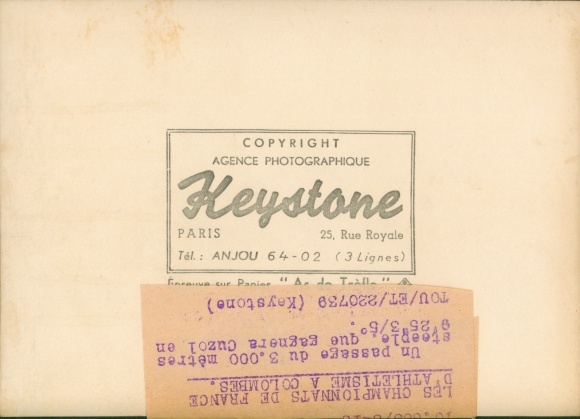 COPYRIGHT
AGENCE PHOTOGRAPHIQUE
Keystone
PARIS 25, Rue Royale
Tél.: ANJOU 64-02 (3 Lignes)
Epreuve sur Papier "As de Trèfle"
LES CHAMPIONNATS DE FRANCE
D'ATHLETISME A COLOMBES.
Un passage du 3.000 mètres
steeple, que gagnera Cuzol en
9'25"3/5°.
TOU/ET/220739 (Keystone)